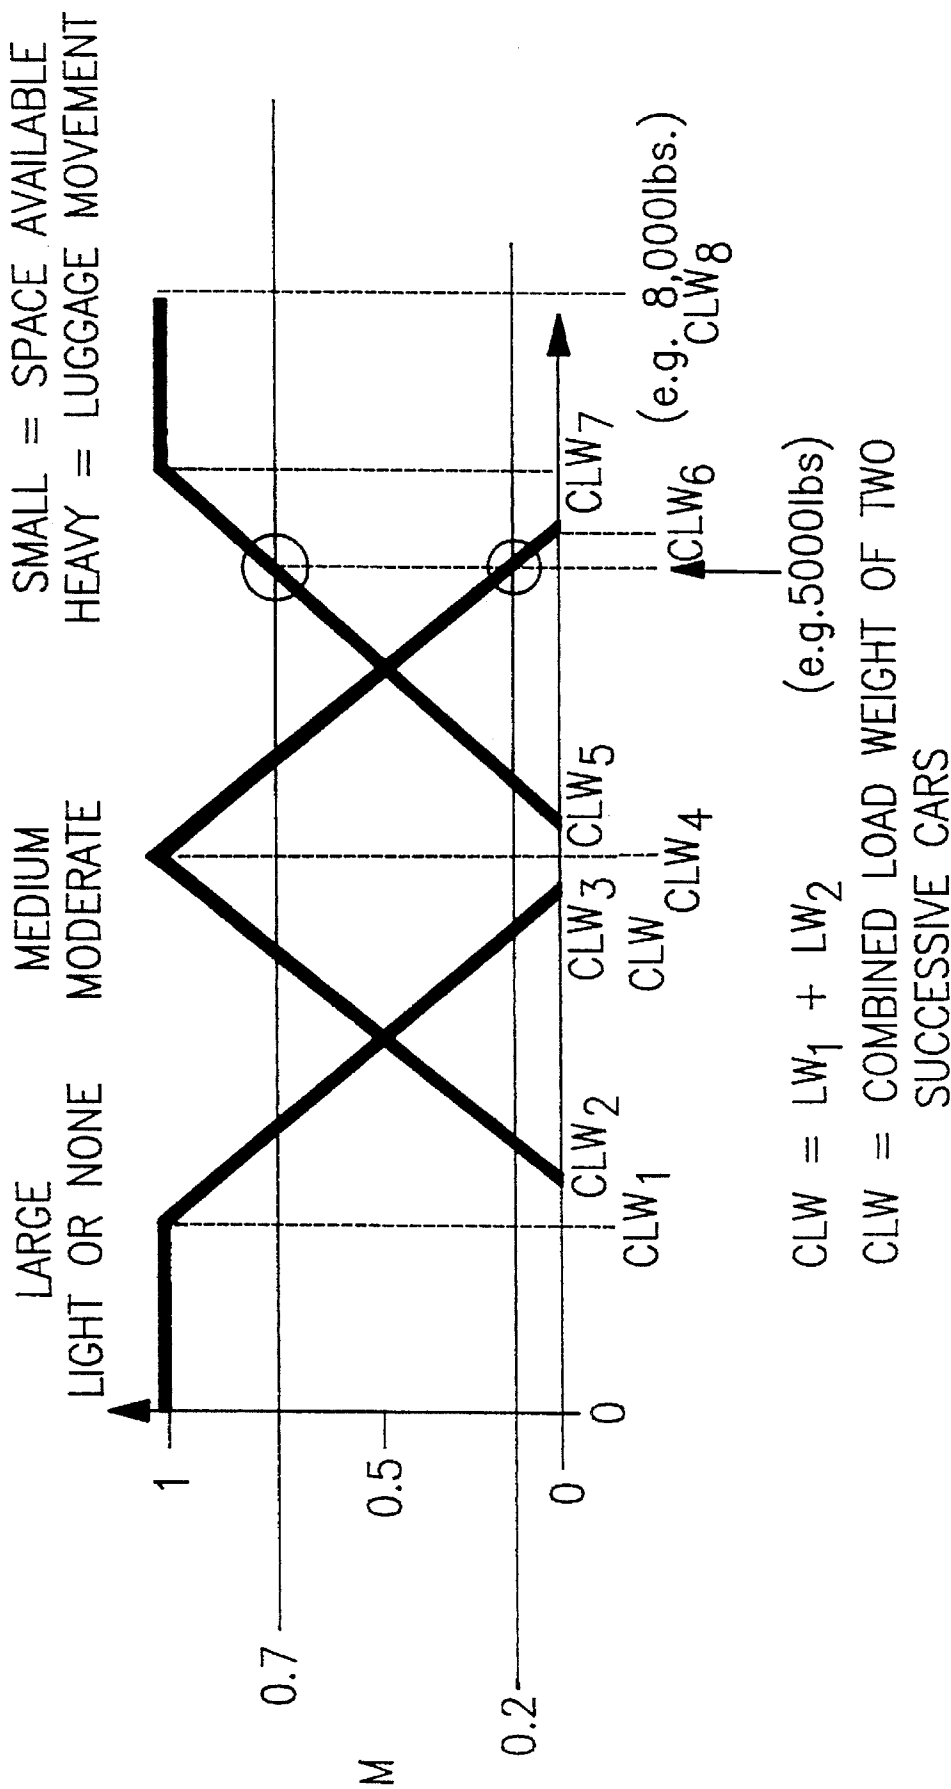 LARGE
LIGHT OR NONE
MEDIUM
MODERATE
SMALL = SPACE AVAILABLE
HEAVY = LUGGAGE MOVEMENT
1
0.7
0.5
M
0.2
0
0
CLW1
CLW2
CLW3
CLW
CLW4
CLW5
CLW6
CLW7
(e.g. 8,000lbs.)
CLW8
(e.g.5000lbs)
CLW = LW1 + LW2
CLW = COMBINED LOAD WEIGHT OF TWO
SUCCESSIVE CARS